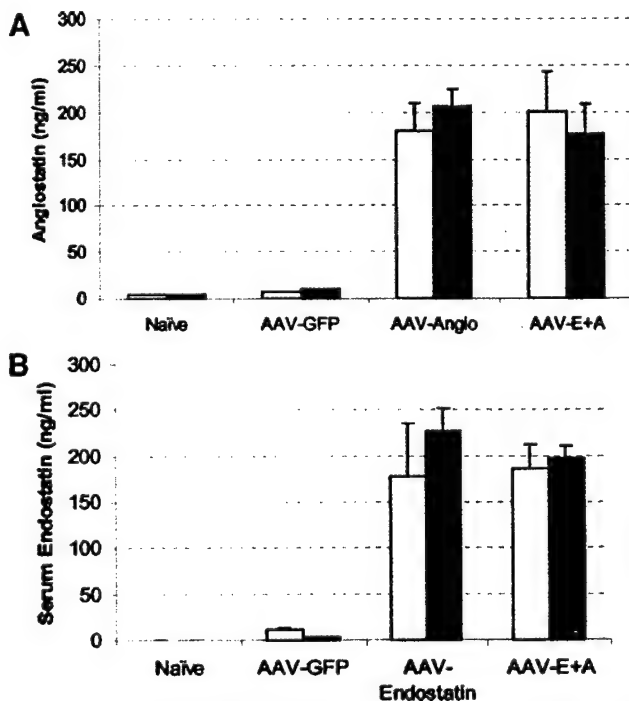 A
Angiostatin (ng/ml)
300
250
200
150
100
50
0
Naïve AAV-GFP AAV-Angio AAV-E+A
B
Serum Endostatin (ng/ml)
300
250
200
150
100
50
0
Naïve AAV-GFP AAV-Endostatin AAV-E+A